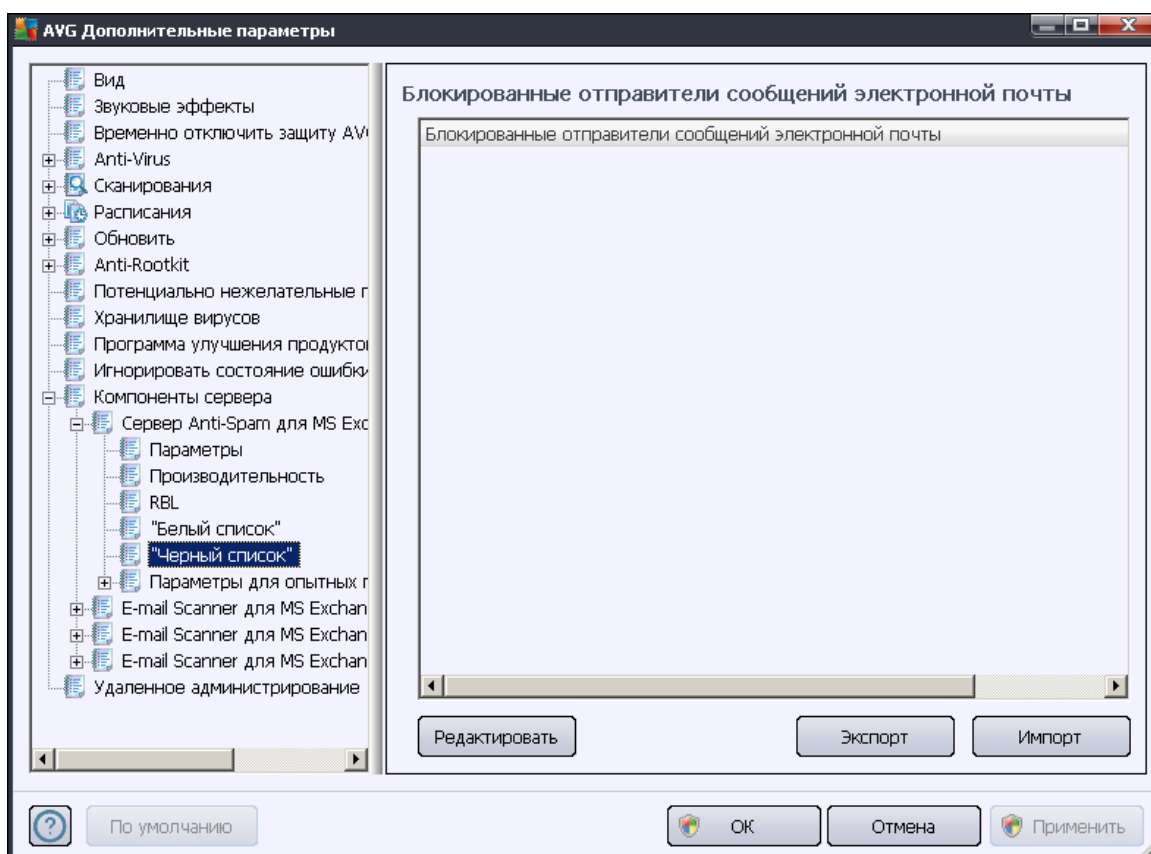 AVG Дополнительные параметры
Вид
Звуковые эффекты
Временно отключить защиту AV
Anti-Virus
Сканирования
Расписания
Обновить
Anti-Rootkit
Потенциально нежелательные
Хранилище вирусов
Программа улучшения
Игнорировать состояние ошибки
Компоненты сервера
Сервер Anti-Spam для MS Exc
Параметры
Производительность
RBL
"Белый список"
"Черный список"
Параметры для опытных
E-mail Scanner для MS Exchan
E-mail Scanner для MS Exchan
E-mail Scanner для MS Exchan
Удаленное администрирование
Блокированные отправители сообщений электронной почты
Блокированные отправители сообщений электронной почты
Редактировать
Экспорт
Импорт
?
По умолчанию
ОК
Отмена
Применить